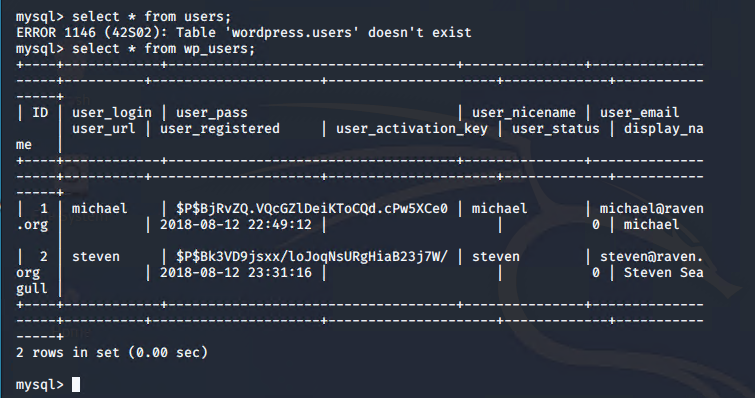 mysql> select * from users;
ERROR 1146 (42S02): Table 'wordpress.users' doesn't exist
mysql> select * from wp_users;
+----+------------+------------------------------------+---------------+--------------
-----+----------+---------------------+---------------------+-------------+-----------
-----+
| ID | user_login | user_pass                          | user_nicename | user_email
     | user_url | user_registered     | user_activation_key | user_status | display_na
me   |
+----+------------+------------------------------------+---------------+--------------
-----+----------+---------------------+---------------------+-------------+-----------
-----+
|  1 | michael    | $P$BjRvZQ.VQcGZlDeiKToCQd.cPw5XCe0 | michael       | michael@raven
.org |          | 2018-08-12 22:49:12 |                     |           0 | michael
     |
|  2 | steven     | $P$Bk3VD9jsxx/loJoqNsURgHiaB23j7W/ | steven        | steven@raven.
org  |          | 2018-08-12 23:31:16 |                     |           0 | Steven Sea
gull |
+----+------------+------------------------------------+---------------+--------------
-----+----------+---------------------+---------------------+-------------+-----------
-----+
2 rows in set (0.00 sec)
mysql>